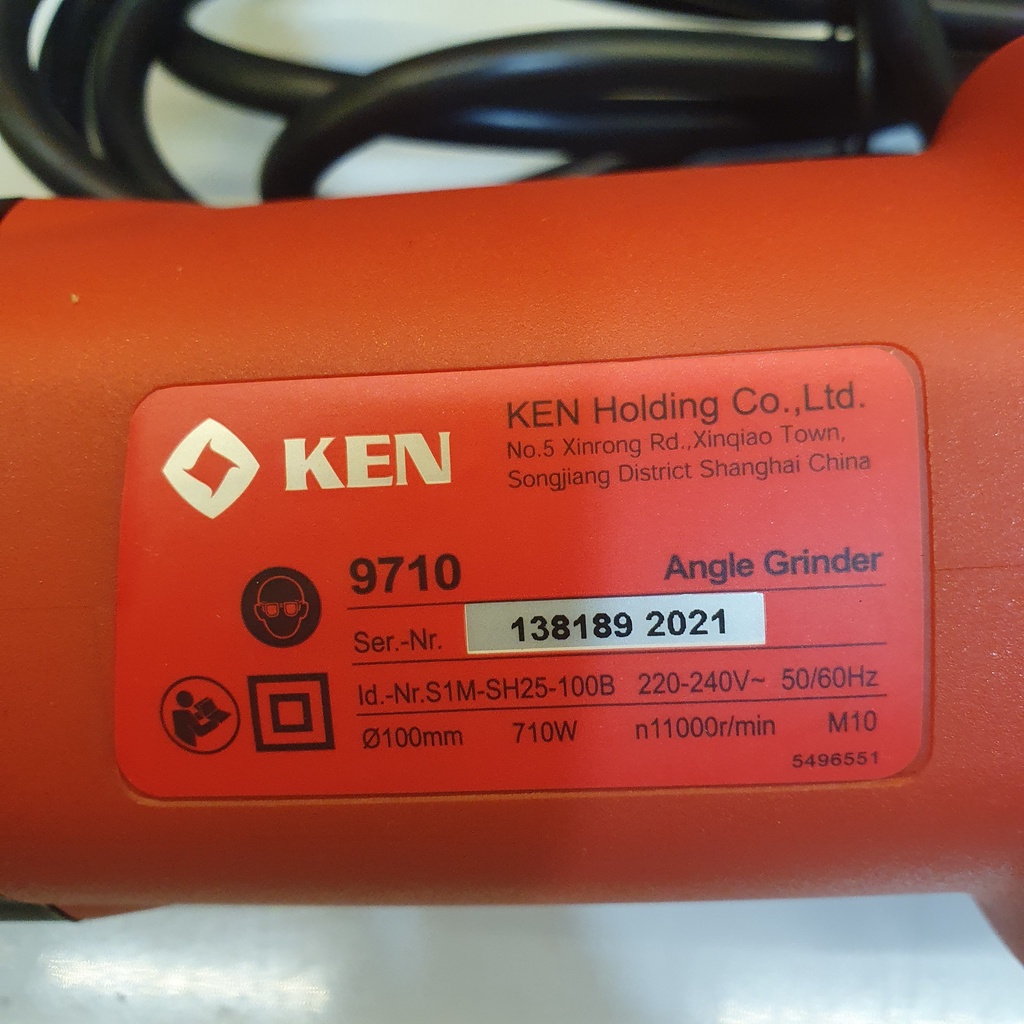 KEN
KEN Holding Co.,Ltd.
No.5 Xinrong Rd.,Xinqiao Town,
Songjiang District Shanghai China
9710 Angle Grinder
Ser.-Nr. 138189 2021
Id.-Nr.S1M-SH25-100B 220-240V~ 50/60Hz
Ø100mm 710W n11000r/min M10
5496551